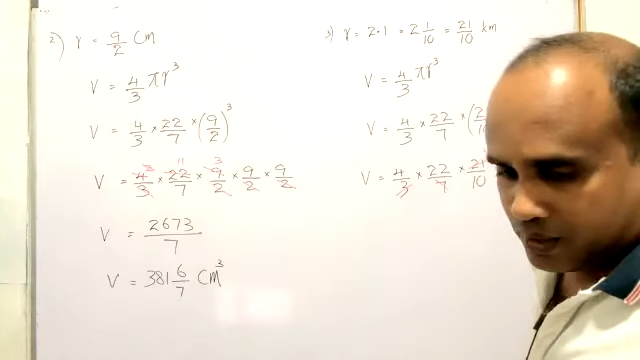 2) r = 9/2 cm
V = 4/3 πr³
V = 4/3 × 22/7 × (9/2)³
V = 4/3 × 22/7 × 9/2 × 9/2 × 9/2
V = 2673/7
V = 381 6/7 cm³
3) r = 2·1 = 2 1/10 = 21/10 km
V = 4/3 πr³
V = 4/3 × 22/7 × (2
V = 4/3 × 22/7 × 21/10